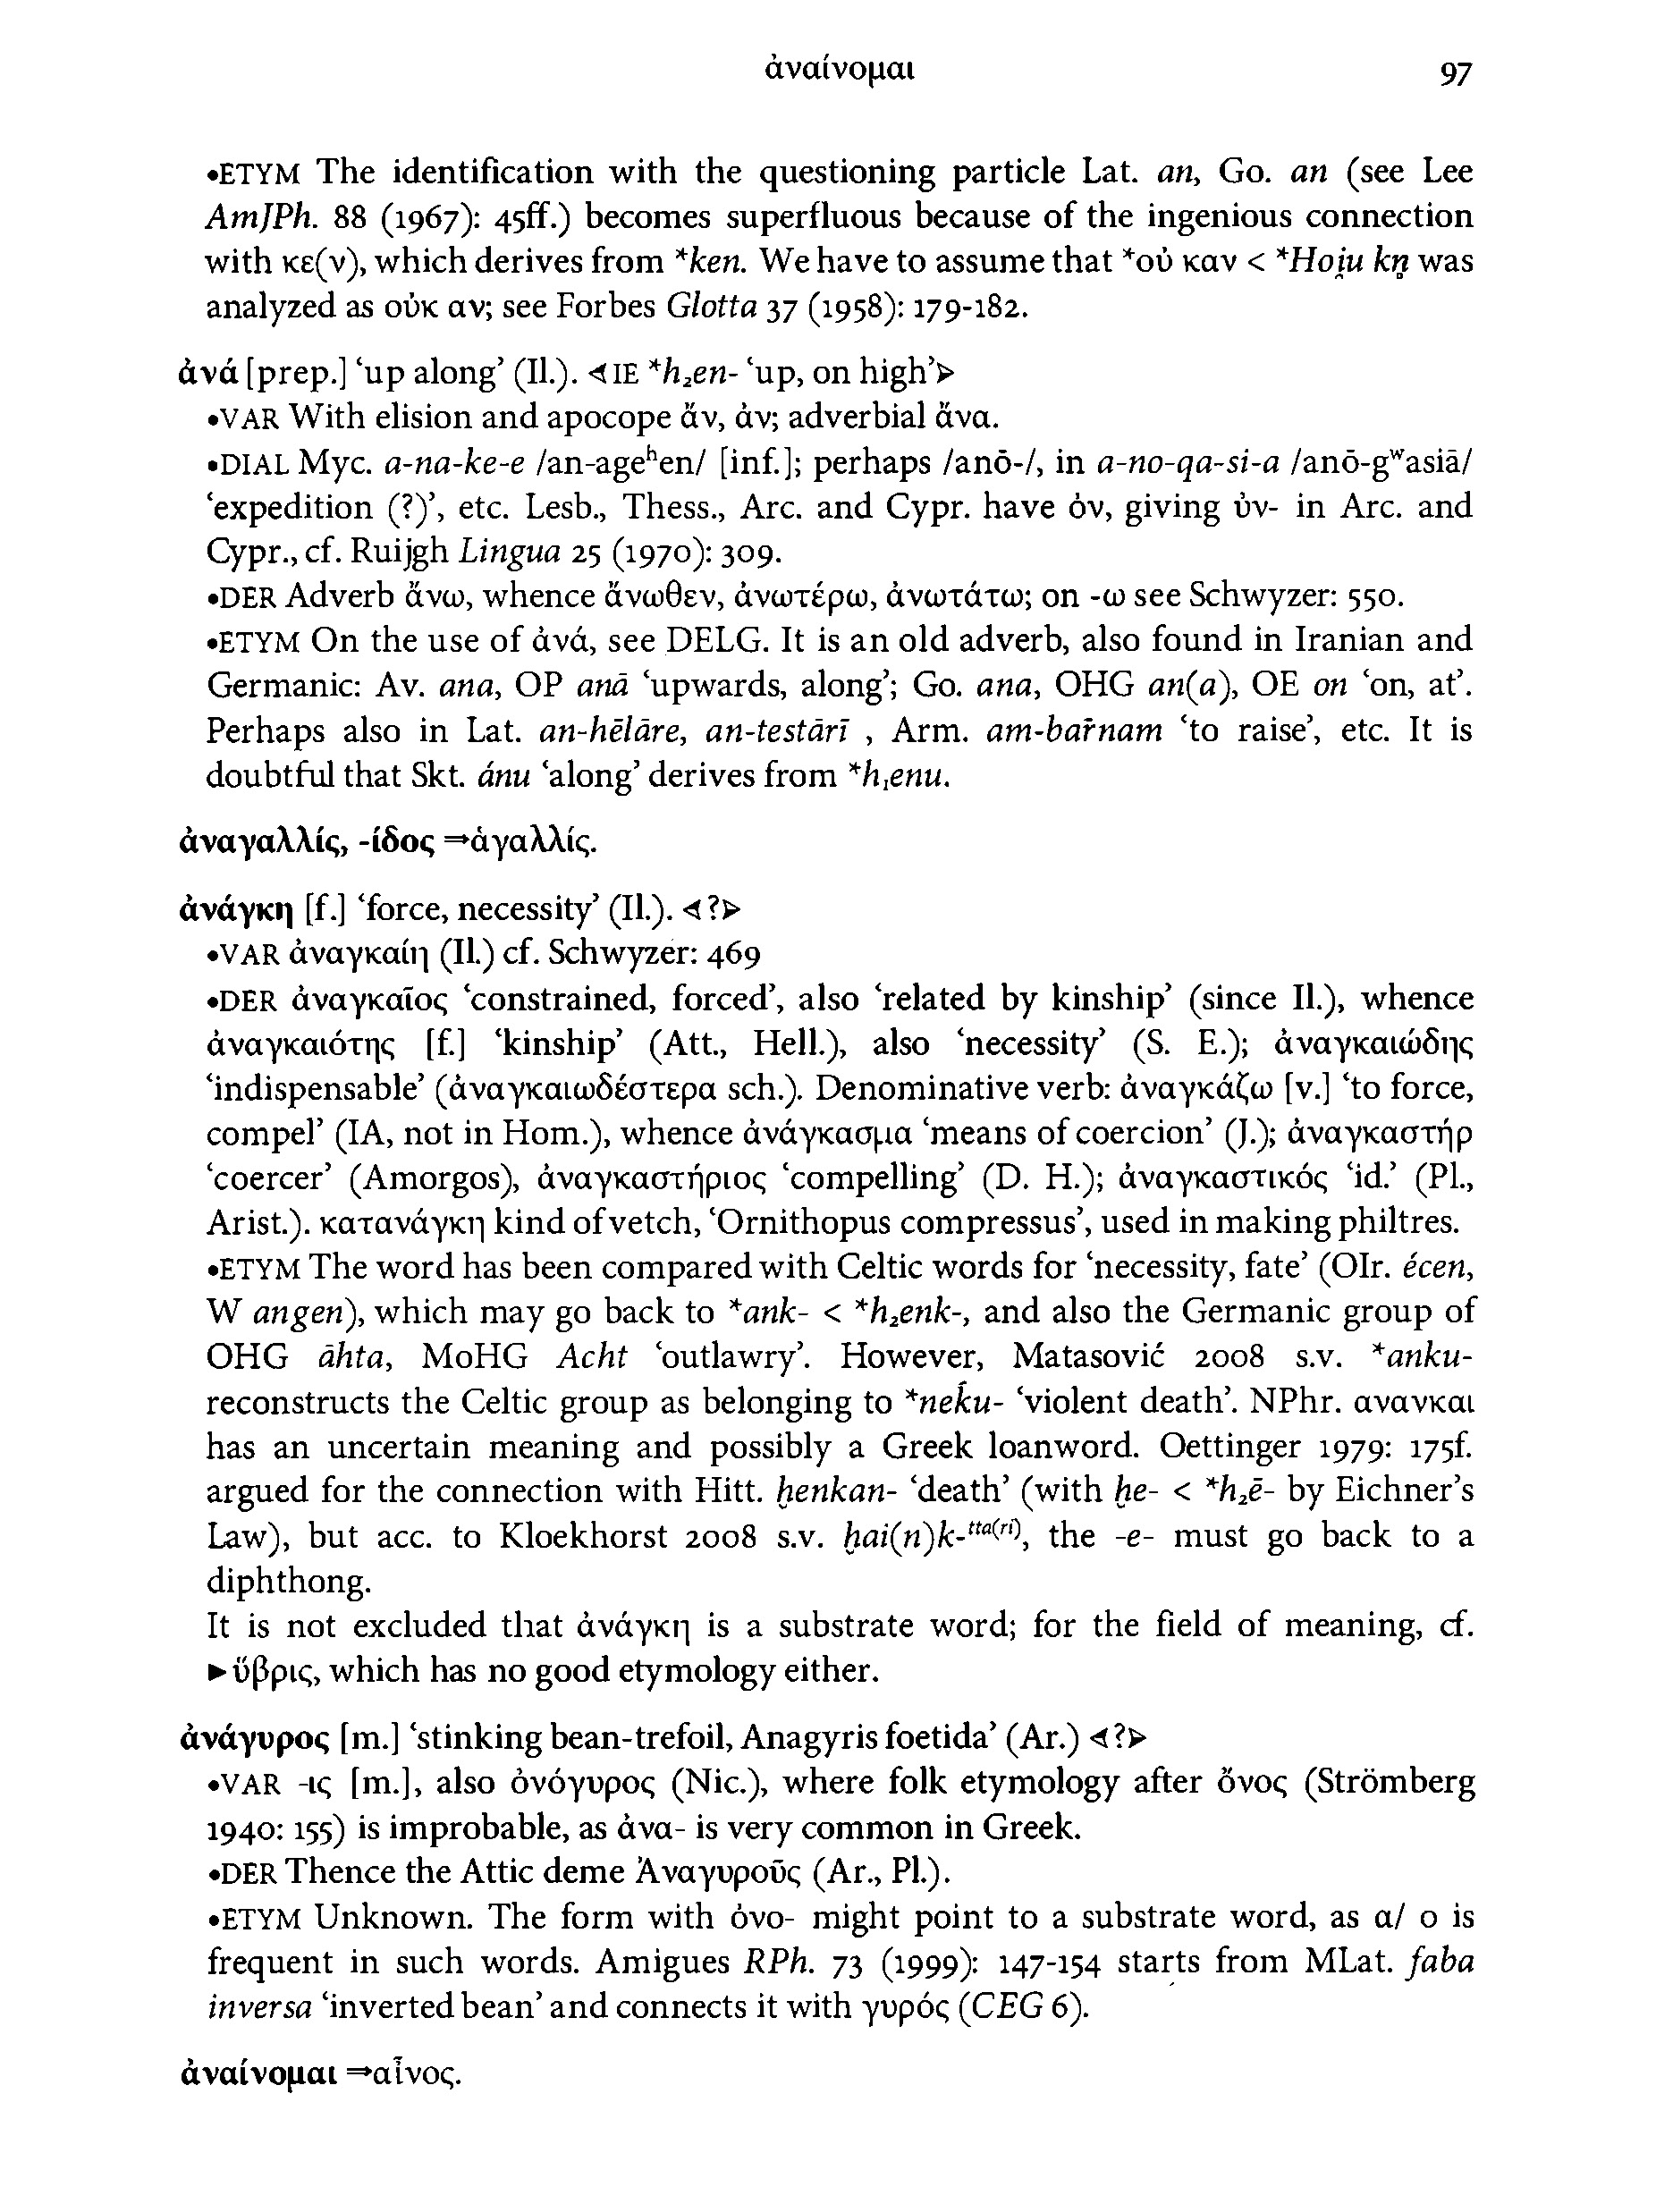 ἀναίνομαι 97
•ETYM The identification with the questioning particle Lat. an, Go. an (see Lee
AmJPh. 88 (1967): 45ff.) becomes superfluous because of the ingenious connection
with κε(ν), which derives from *ken. We have to assume that *οὐ καν < *Hoi̯u kn̥ was
analyzed as οὐκ αν; see Forbes Glotta 37 (1958): 179-182.
ἀνά [prep.] ‘up along’ (Il.). ⊲IE *h₂en- ‘up, on high’⊳
•VAR With elision and apocope ἄν, ἀν; adverbial ἄνα.
•DIAL Myc. a-na-ke-e /an-ageʰen/ [inf.]; perhaps /anō-/, in a-no-qa-si-a /anō-gʷasiā/
‘expedition (?)’, etc. Lesb., Thess., Arc. and Cypr. have ὀν, giving ὐν- in Arc. and
Cypr., cf. Ruijgh Lingua 25 (1970): 309.
•DER Adverb ἄνω, whence ἄνωθεν, ἀνωτέρω, ἀνωτάτω; on -ω see Schwyzer: 550.
•ETYM On the use of ἀνά, see DELG. It is an old adverb, also found in Iranian and
Germanic: Av. ana, OP anā ‘upwards, along’; Go. ana, OHG an(a), OE on ‘on, at’.
Perhaps also in Lat. an-hēlāre, an-testārī , Arm. am-baṙnam ‘to raise’, etc. It is
doubtful that Skt. ánu ‘along’ derives from *h₁enu.
ἀναγαλλίς, -ίδος ⇒ἀγαλλίς.
ἀνάγκη [f.] ‘force, necessity’ (Il.). ⊲?⊳
•VAR ἀναγκαίη (Il.) cf. Schwyzer: 469
•DER ἀναγκαῖος ‘constrained, forced’, also ‘related by kinship’ (since Il.), whence
ἀναγκαιότης [f.] ‘kinship’ (Att., Hell.), also ‘necessity’ (S. E.); ἀναγκαιώδης
‘indispensable’ (ἀναγκαιωδέστερα sch.). Denominative verb: ἀναγκάζω [v.] ‘to force,
compel’ (IA, not in Hom.), whence ἀνάγκασμα ‘means of coercion’ (J.); ἀναγκαστήρ
‘coercer’ (Amorgos), ἀναγκαστήριος ‘compelling’ (D. H.); ἀναγκαστικός ‘id.’ (Pl.,
Arist.). κατανάγκη kind of vetch, ‘Ornithopus compressus’, used in making philtres.
•ETYM The word has been compared with Celtic words for ‘necessity, fate’ (OIr. écen,
W angen), which may go back to *ank- < *h₂enk-, and also the Germanic group of
OHG āhta, MoHG Acht ‘outlawry’. However, Matasović 2008 s.v. *anku-
reconstructs the Celtic group as belonging to *neḱu- ‘violent death’. NPhr. ανανκαι
has an uncertain meaning and possibly a Greek loanword. Oettinger 1979: 175f.
argued for the connection with Hitt. ḫenkan- ‘death’ (with ḫe- < *h₂ē- by Eichner’s
Law), but acc. to Kloekhorst 2008 s.v. ḫai(n)k-ᵗᵗᵃ⁽ʳⁱ⁾, the -e- must go back to a
diphthong.
It is not excluded that ἀνάγκη is a substrate word; for the field of meaning, cf.
►ὕβρις, which has no good etymology either.
ἀνάγυρος [m.] ‘stinking bean-trefoil, Anagyris foetida’ (Ar.) ⊲?⊳
•VAR -ις [m.], also ὀνόγυρος (Nic.), where folk etymology after ὄνος (Strömberg
1940: 155) is improbable, as ἀνα- is very common in Greek.
•DER Thence the Attic deme Ἀναγυροῦς (Ar., Pl.).
•ETYM Unknown. The form with ὀνο- might point to a substrate word, as α/ ο is
frequent in such words. Amigues RPh. 73 (1999): 147-154 starts from MLat. faba
inversa ‘inverted bean’ and connects it with γυρός (CEG 6).
ἀναίνομαι ⇒αἶνος.